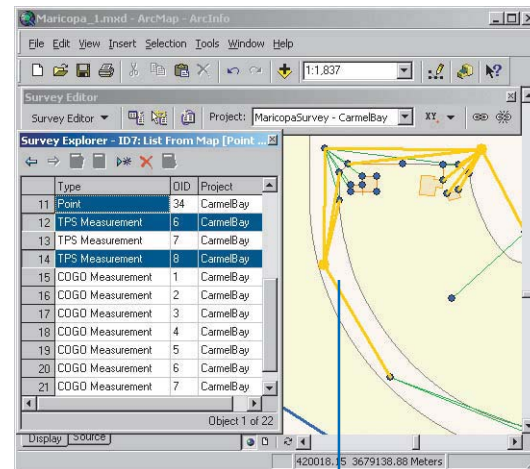 Maricopa_1.mxd - ArcMap - ArcInfo
File Edit View Insert Selection Tools Window Help
1:1,837
Survey Editor
Survey Editor Project: MaricopaSurvey - CarmelBay XY
Survey Explorer - ID7: List From Map [Point ...
Type OID Project
11 Point 34 CarmelBay
12 TPS Measurement 6 CarmelBay
13 TPS Measurement 7 CarmelBay
14 TPS Measurement 8 CarmelBay
15 COGO Measurement 1 CarmelBay
16 COGO Measurement 2 CarmelBay
17 COGO Measurement 3 CarmelBay
18 COGO Measurement 4 CarmelBay
19 COGO Measurement 5 CarmelBay
20 COGO Measurement 6 CarmelBay
21 COGO Measurement 7 CarmelBay
Object 1 of 22
Display Source
420018.15 3679138.88 Meters